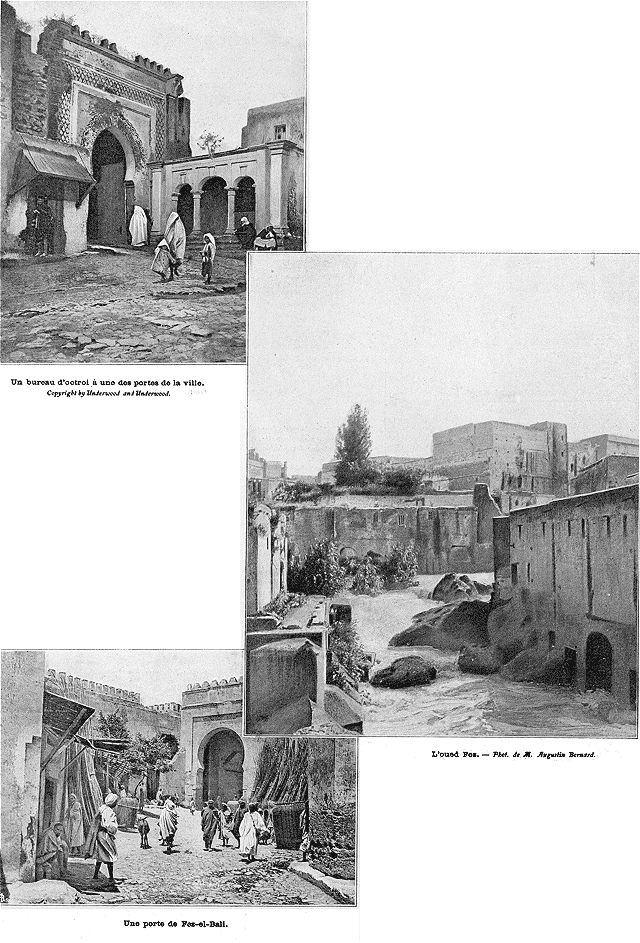 Un bureau d'octroi à une des portes de la ville.
Copyright by Underwood and Underwood.
L'oued Fez. — Phot. de M. Augustin Bernard.
Une porte de Fez-el-Bali.